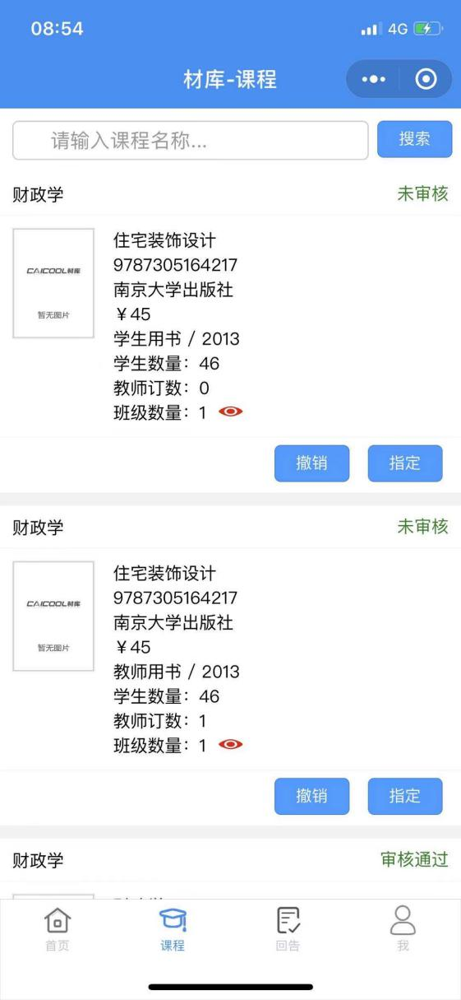 08:54
4G
材库-课程
请输入课程名称...
搜索
财政学
未审核
CAICOOL材库
暂无图片
住宅装饰设计
9787305164217
南京大学出版社
￥45
学生用书 / 2013
学生数量：46
教师订数：0
班级数量：1
撤销
指定
财政学
未审核
CAICOOL材库
暂无图片
住宅装饰设计
9787305164217
南京大学出版社
￥45
教师用书 / 2013
学生数量：46
教师订数：1
班级数量：1
撤销
指定
财政学
审核通过
首页
课程
回告
我